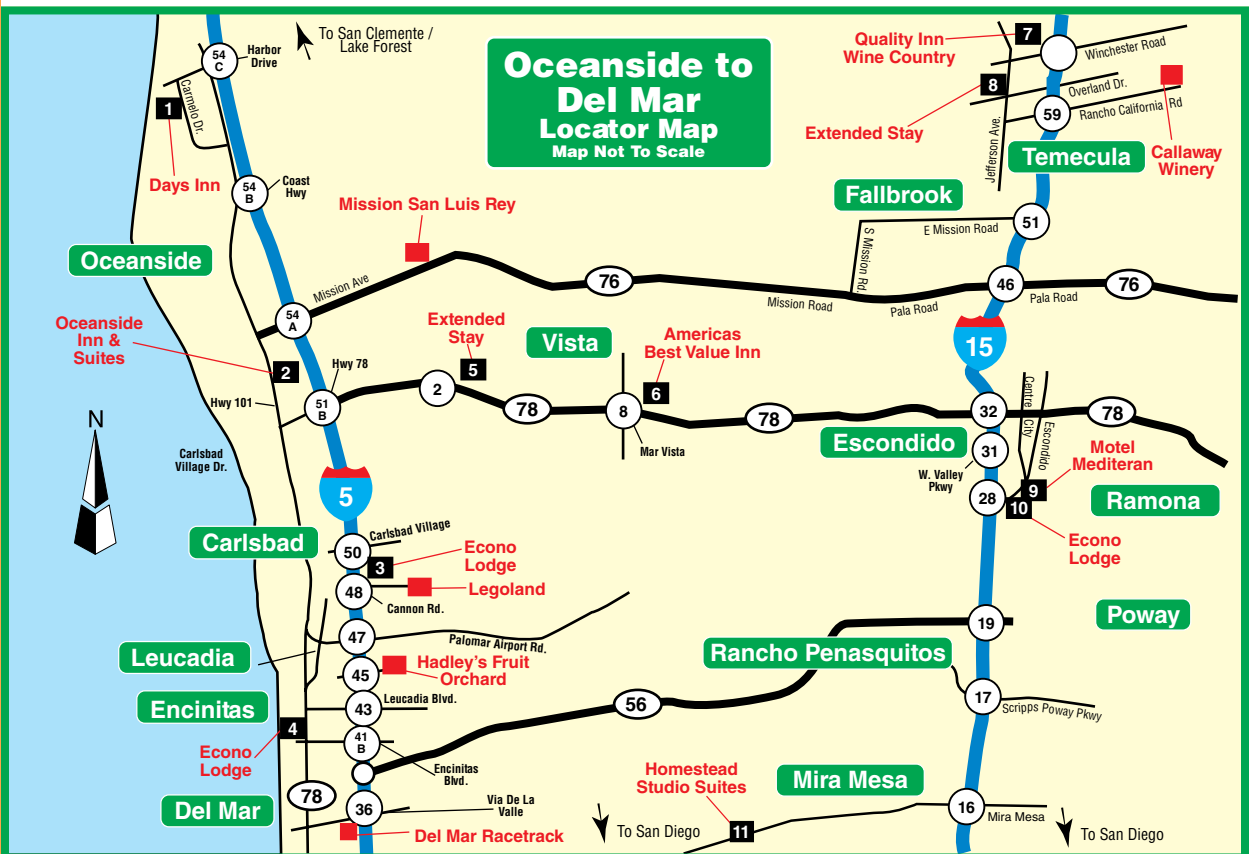 To San Clemente /
Lake Forest
Oceanside to
Del Mar
Locator Map
Map Not To Scale
54
C
Harbor
Drive
Carmelo Dr.
1
Days Inn
54
B
Coast
Hwy
Quality Inn
Wine Country
7
Winchester Road
8
Overland Dr.
59
Rancho California Rd
Extended Stay
Jefferson Ave.
Temecula
Callaway
Winery
Fallbrook
51
E Mission Road
S Mission Rd.
Mission San Luis Rey
Oceanside
Mission Ave
76
46
76
Mission Road
Pala Road
Pala Road
54
A
15
Oceanside
Inn &
Suites
2
Extended
Stay
5
Vista
Americas
Best Value Inn
6
Hwy 78
Hwy 101
51
B
2
78
8
78
32
78
Mar Vista
Centre City
Escondido
Escondido
31
W. Valley
Pkwy
Motel
Mediteran
28
9
10
Ramona
Econo
Lodge
N
Carlsbad
Village Dr.
5
Carlsbad
50
Carlsbad Village
3
Econo
Lodge
48
Legoland
Cannon Rd.
47
Palomar Airport Rd.
19
Poway
Leucadia
45
Hadley's Fruit
Orchard
Rancho Penasquitos
Encinitas
43
Leucadia Blvd.
56
17
Scripps Poway Pkwy
4
41
B
Econo
Lodge
Encinitas
Blvd.
78
Del Mar
36
Via De La
Valle
Del Mar Racetrack
Homestead
Studio Suites
Mira Mesa
16
Mira Mesa
11
To San Diego
To San Diego